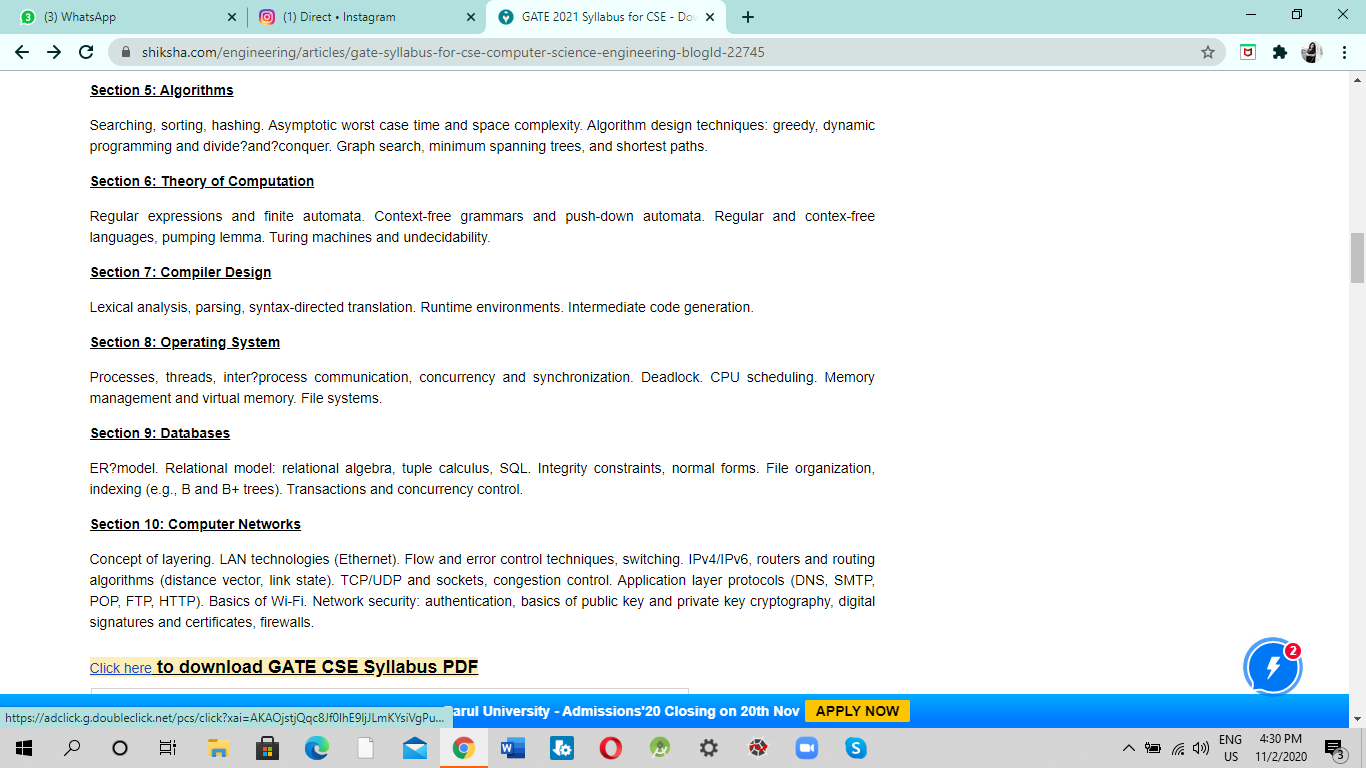 (3) WhatsApp
(1) Direct • Instagram
GATE 2021 Syllabus for CSE - Dow
shiksha.com/engineering/articles/gate-syllabus-for-cse-computer-science-engineering-blogId-22745
Section 5: Algorithms
Searching, sorting, hashing. Asymptotic worst case time and space complexity. Algorithm design techniques: greedy, dynamic
programming and divide?and?conquer. Graph search, minimum spanning trees, and shortest paths.
Section 6: Theory of Computation
Regular expressions and finite automata. Context-free grammars and push-down automata. Regular and contex-free
languages, pumping lemma. Turing machines and undecidability.
Section 7: Compiler Design
Lexical analysis, parsing, syntax-directed translation. Runtime environments. Intermediate code generation.
Section 8: Operating System
Processes, threads, inter?process communication, concurrency and synchronization. Deadlock. CPU scheduling. Memory
management and virtual memory. File systems.
Section 9: Databases
ER?model. Relational model: relational algebra, tuple calculus, SQL. Integrity constraints, normal forms. File organization,
indexing (e.g., B and B+ trees). Transactions and concurrency control.
Section 10: Computer Networks
Concept of layering. LAN technologies (Ethernet). Flow and error control techniques, switching. IPv4/IPv6, routers and routing
algorithms (distance vector, link state). TCP/UDP and sockets, congestion control. Application layer protocols (DNS, SMTP,
POP, FTP, HTTP). Basics of Wi-Fi. Network security: authentication, basics of public key and private key cryptography, digital
signatures and certificates, firewalls.
Click here to download GATE CSE Syllabus PDF
2
arul University - Admissions'20 Closing on 20th Nov APPLY NOW
https://adclick.g.doubleclick.net/pcs/click?xai=AKAOjstjQqc8Jf0IhE9IjJLmKYsiVgPu...
ENG
US
4:30 PM
11/2/2020
3